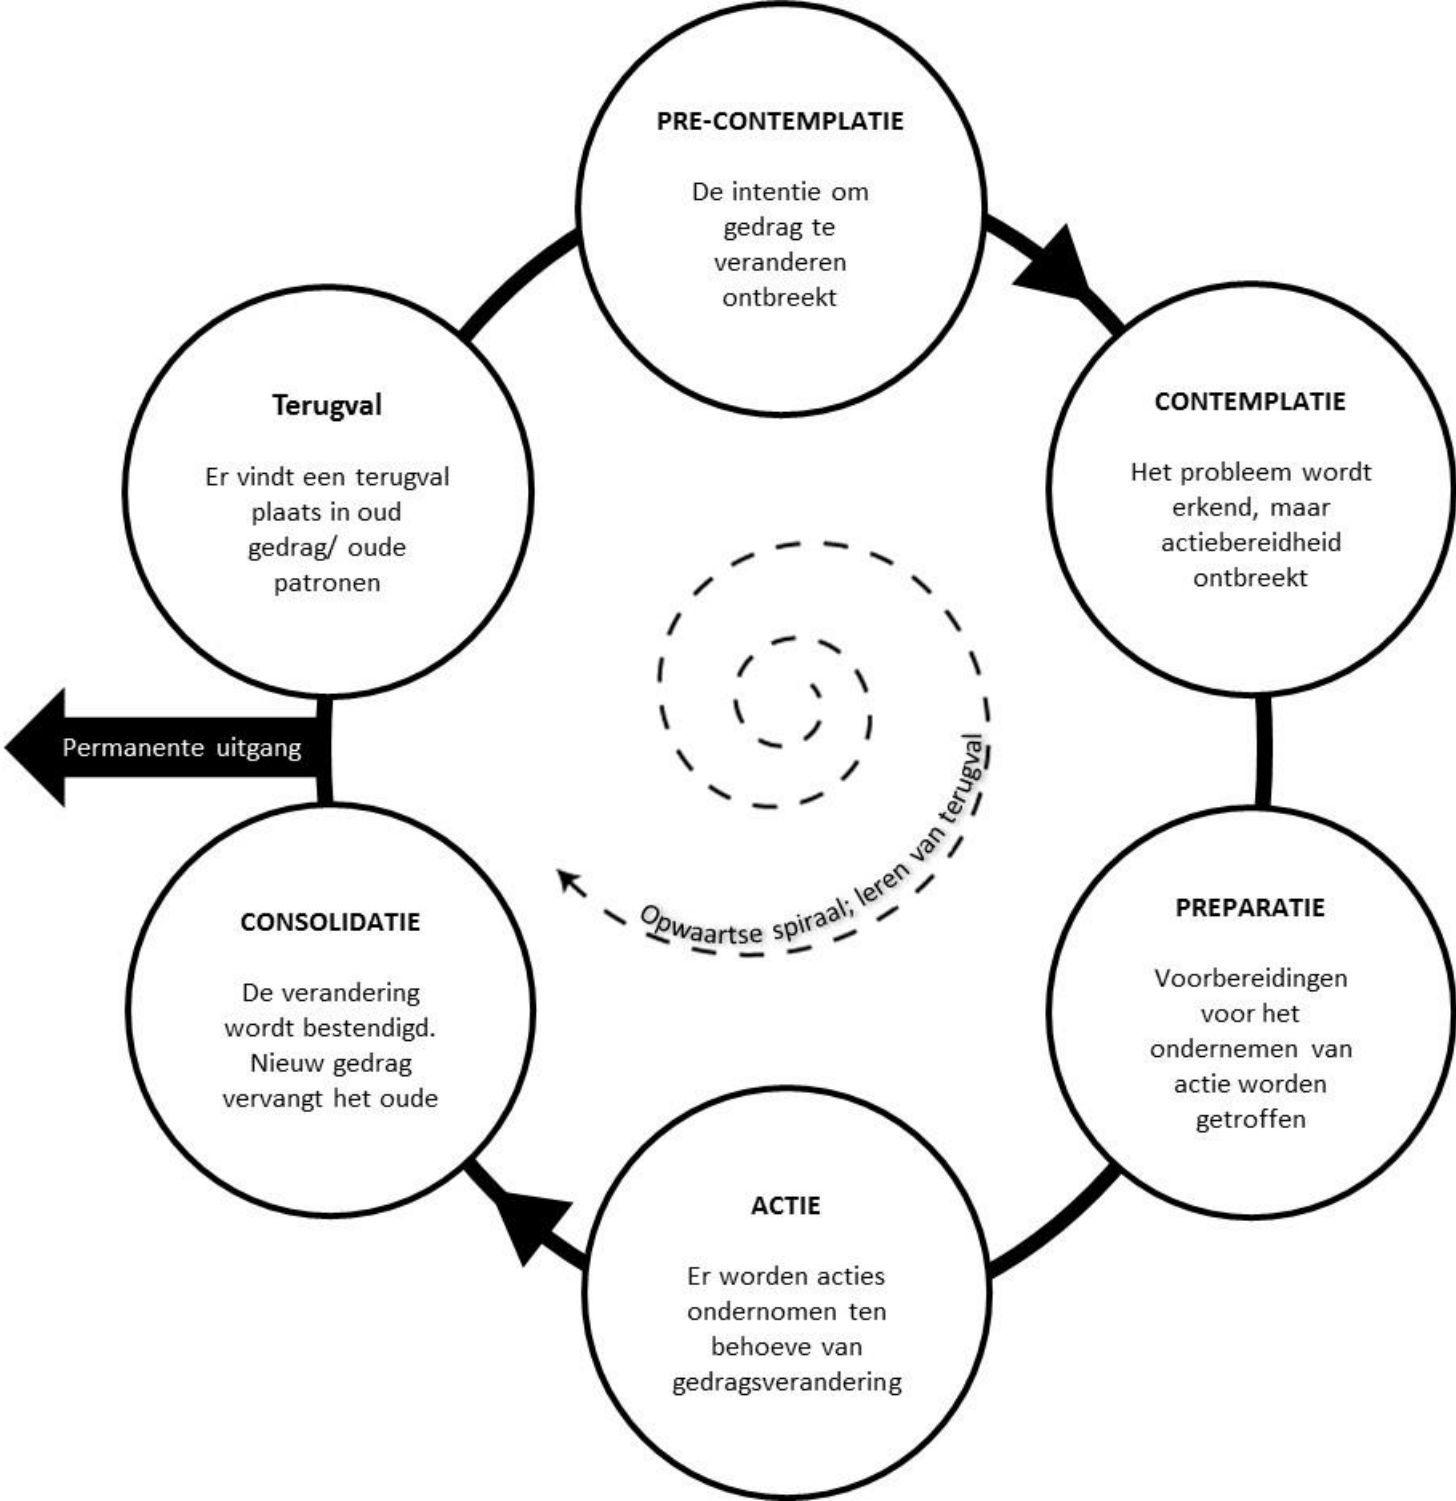 PRE-CONTEMPLATIE
De intentie om
gedrag te
veranderen
ontbreekt
CONTEMPLATIE
Het probleem wordt
erkend, maar
actiebereidheid
ontbreekt
PREPARATIE
Voorbereidingen
voor het
ondernemen van
actie worden
getroffen
ACTIE
Er worden acties
ondernomen ten
behoeve van
gedragsverandering
CONSOLIDATIE
De verandering
wordt bestendigd.
Nieuw gedrag
vervangt het oude
Permanente uitgang
Terugval
Er vindt een terugval
plaats in oud
gedrag/ oude
patronen
Opwaartse spiraal; leren van terugval